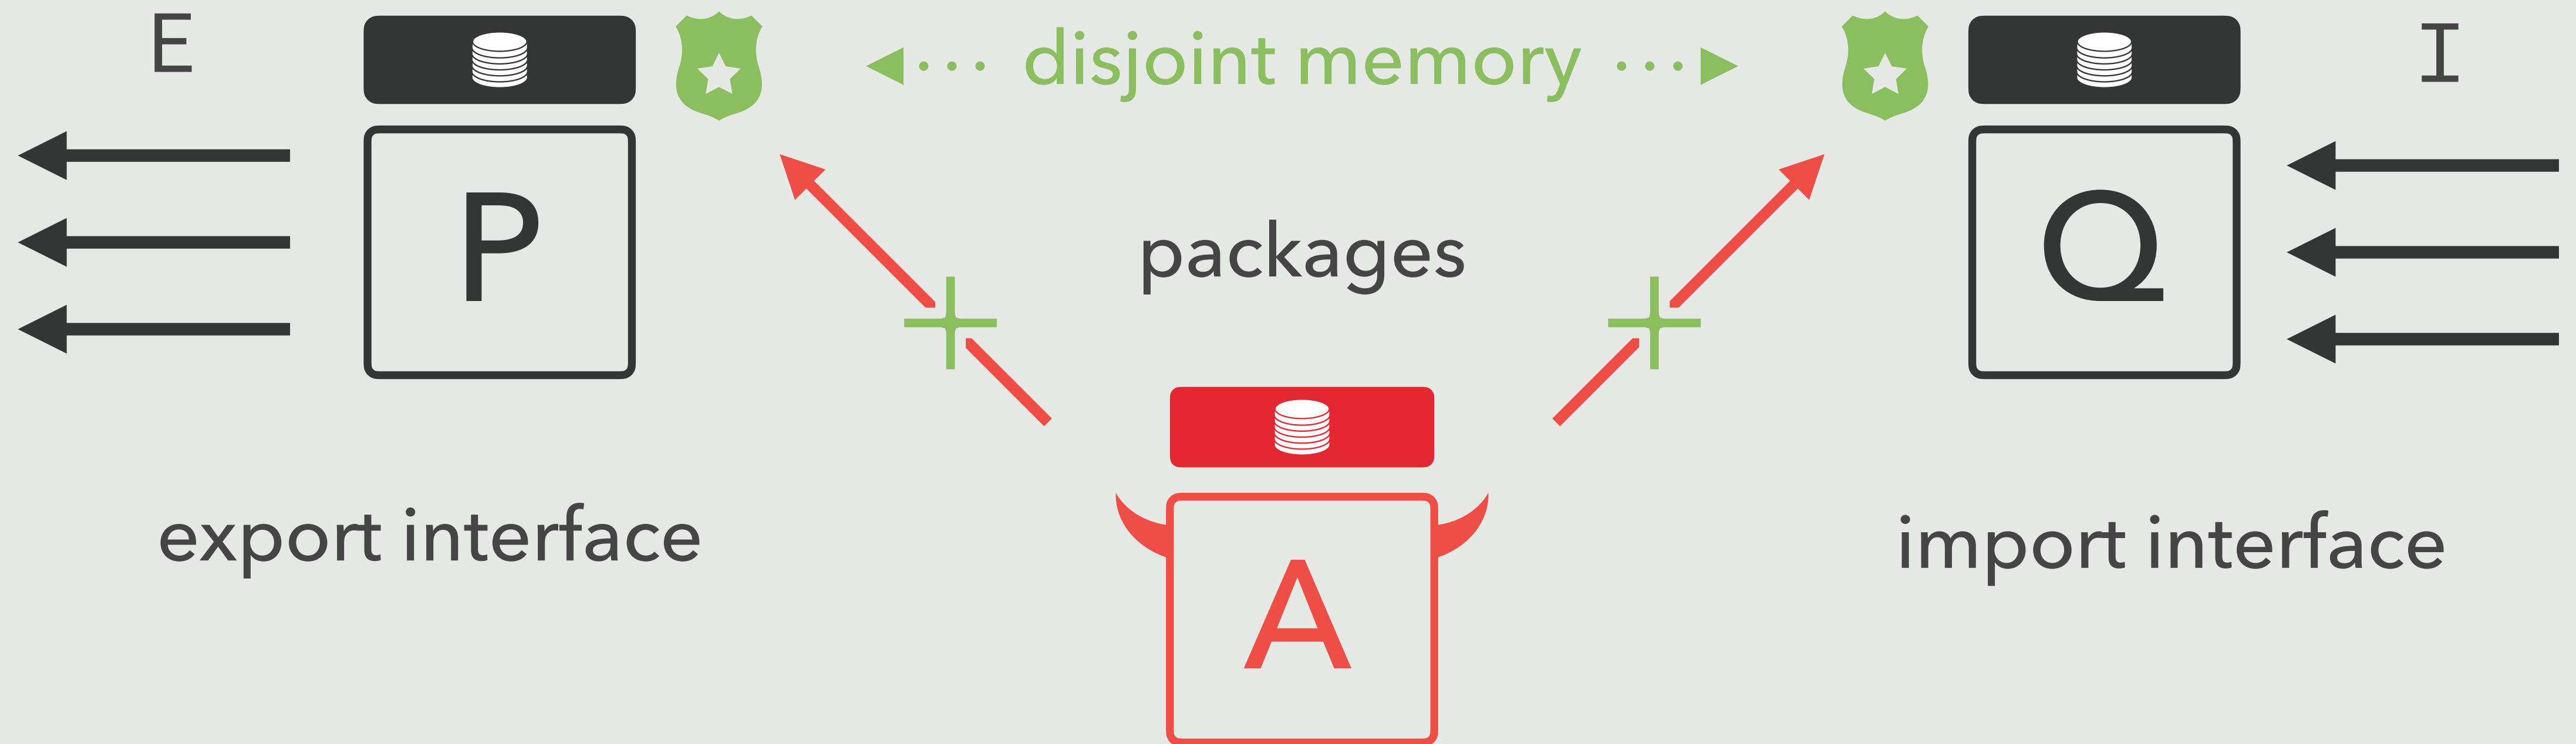 E
disjoint memory
I
P
packages
Q
export interface
import interface
A